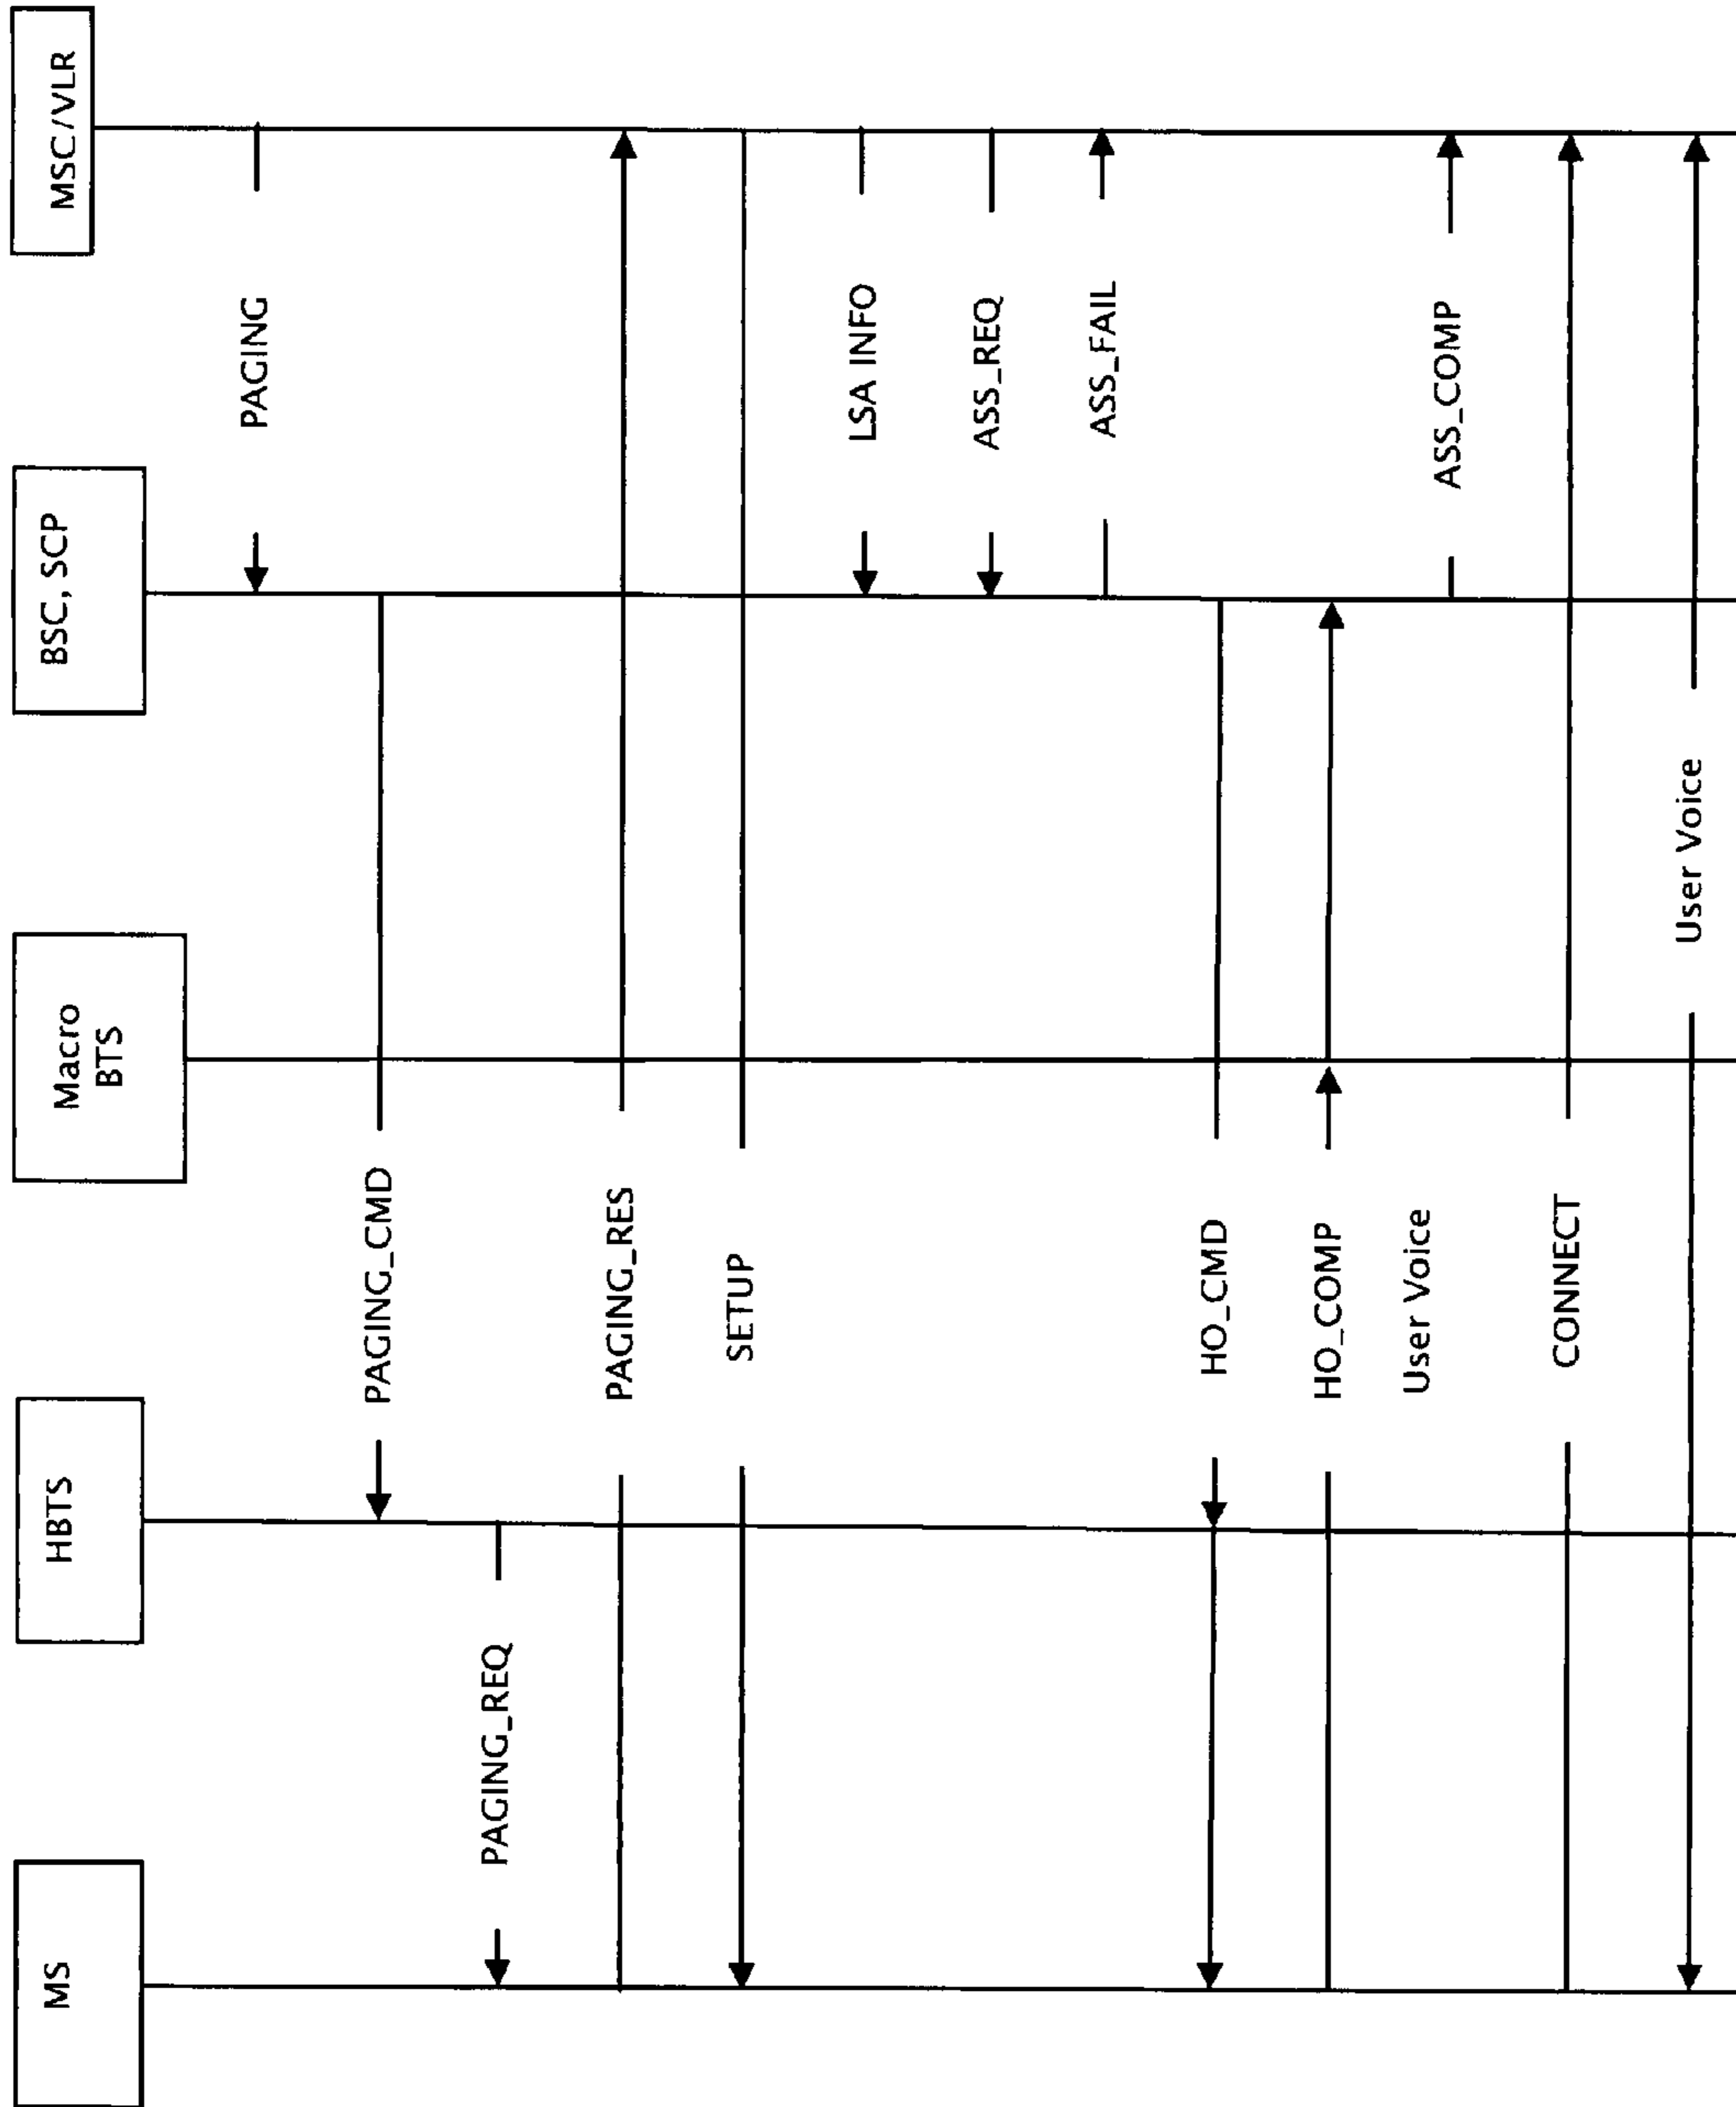 MS
HBTS
Macro
BTS
BSC, SCP
MSC/VLR
PAGING
PAGING_CMD
PAGING_REQ
PAGING_RES
SETUP
LSA INFO
ASS_REQ
ASS_FAIL
HO_CMD
HO_COMP
User Voice
ASS_COMP
CONNECT
User Voice